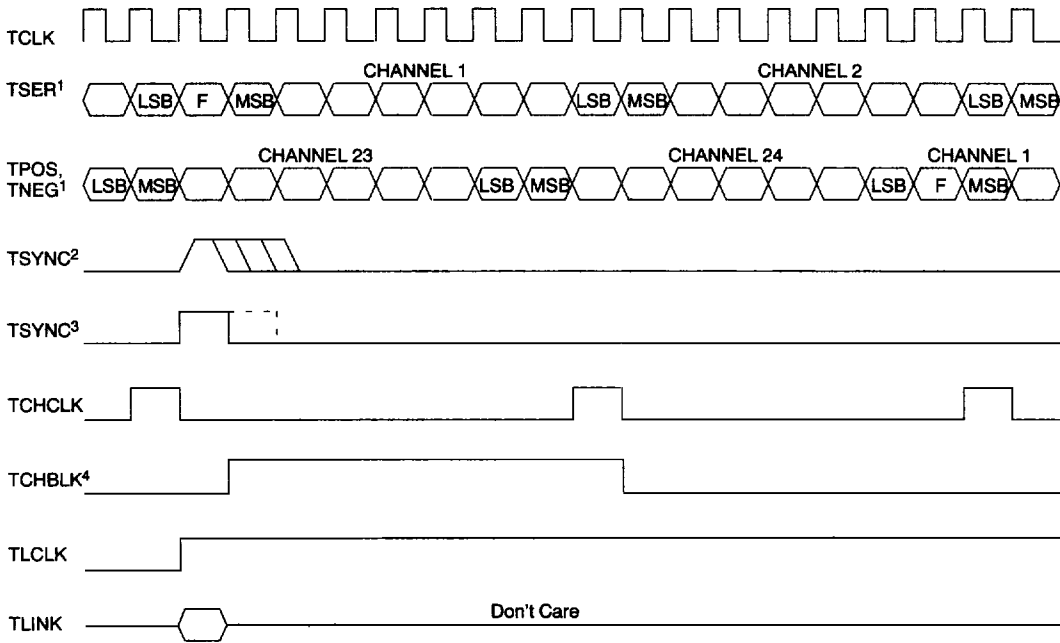 TCLK
CHANNEL 1 CHANNEL 2
TSER¹ LSB F MSB LSB MSB LSB MSB
CHANNEL 23 CHANNEL 24 CHANNEL 1
TPOS,
TNEG¹ LSB MSB LSB MSB LSB F MSB
TSYNC²
TSYNC³
TCHCLK
TCHBLK⁴
TLCLK
Don't Care
TLINK